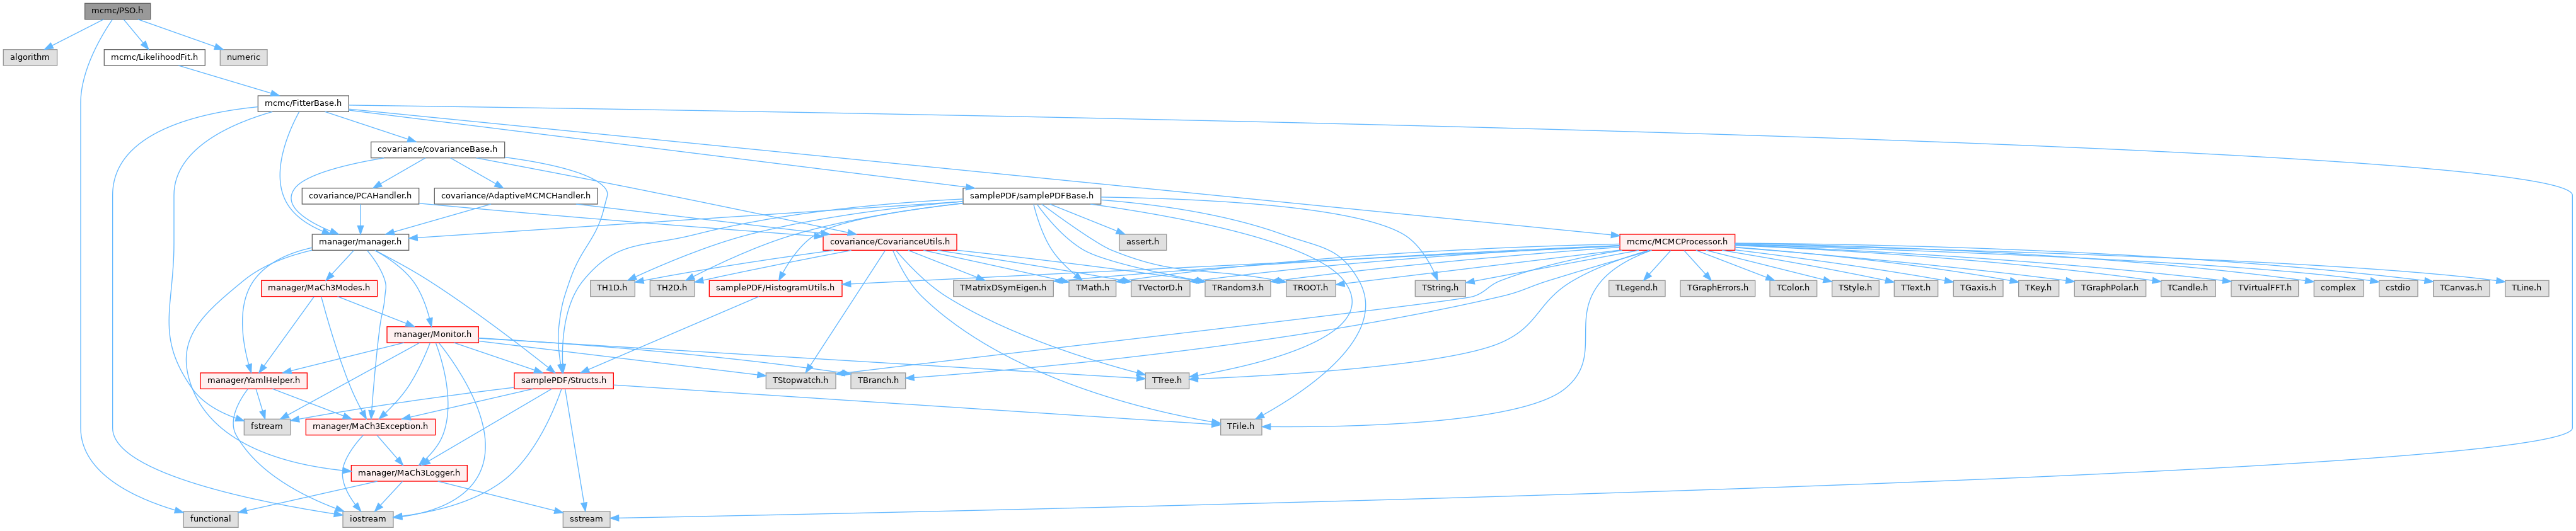 mcmc/PSO.h
algorithm
mcmc/LikelihoodFit.h
numeric
mcmc/FitterBase.h
covariance/covarianceBase.h
covariance/PCAHandler.h
covariance/AdaptiveMCMCHandler.h
samplePDF/samplePDFBase.h
manager/manager.h
covariance/CovarianceUtils.h
assert.h
mcmc/MCMCProcessor.h
manager/MaCh3Modes.h
TH1D.h
TH2D.h
samplePDF/HistogramUtils.h
TMatrixDSymEigen.h
TMath.h
TVectorD.h
TRandom3.h
TROOT.h
TString.h
TLegend.h
TGraphErrors.h
TColor.h
TStyle.h
TText.h
TGaxis.h
TKey.h
TGraphPolar.h
TCandle.h
TVirtualFFT.h
complex
cstdio
TCanvas.h
TLine.h
manager/Monitor.h
manager/YamlHelper.h
samplePDF/Structs.h
TStopwatch.h
TBranch.h
TTree.h
fstream
manager/MaCh3Exception.h
TFile.h
manager/MaCh3Logger.h
functional
iostream
sstream